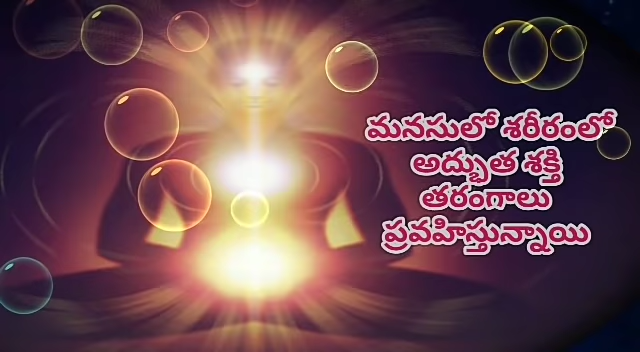 మనసులో శరీరంలో
అద్భుత శక్తి
తరంగాలు
ప్రవహిస్తున్నాయి